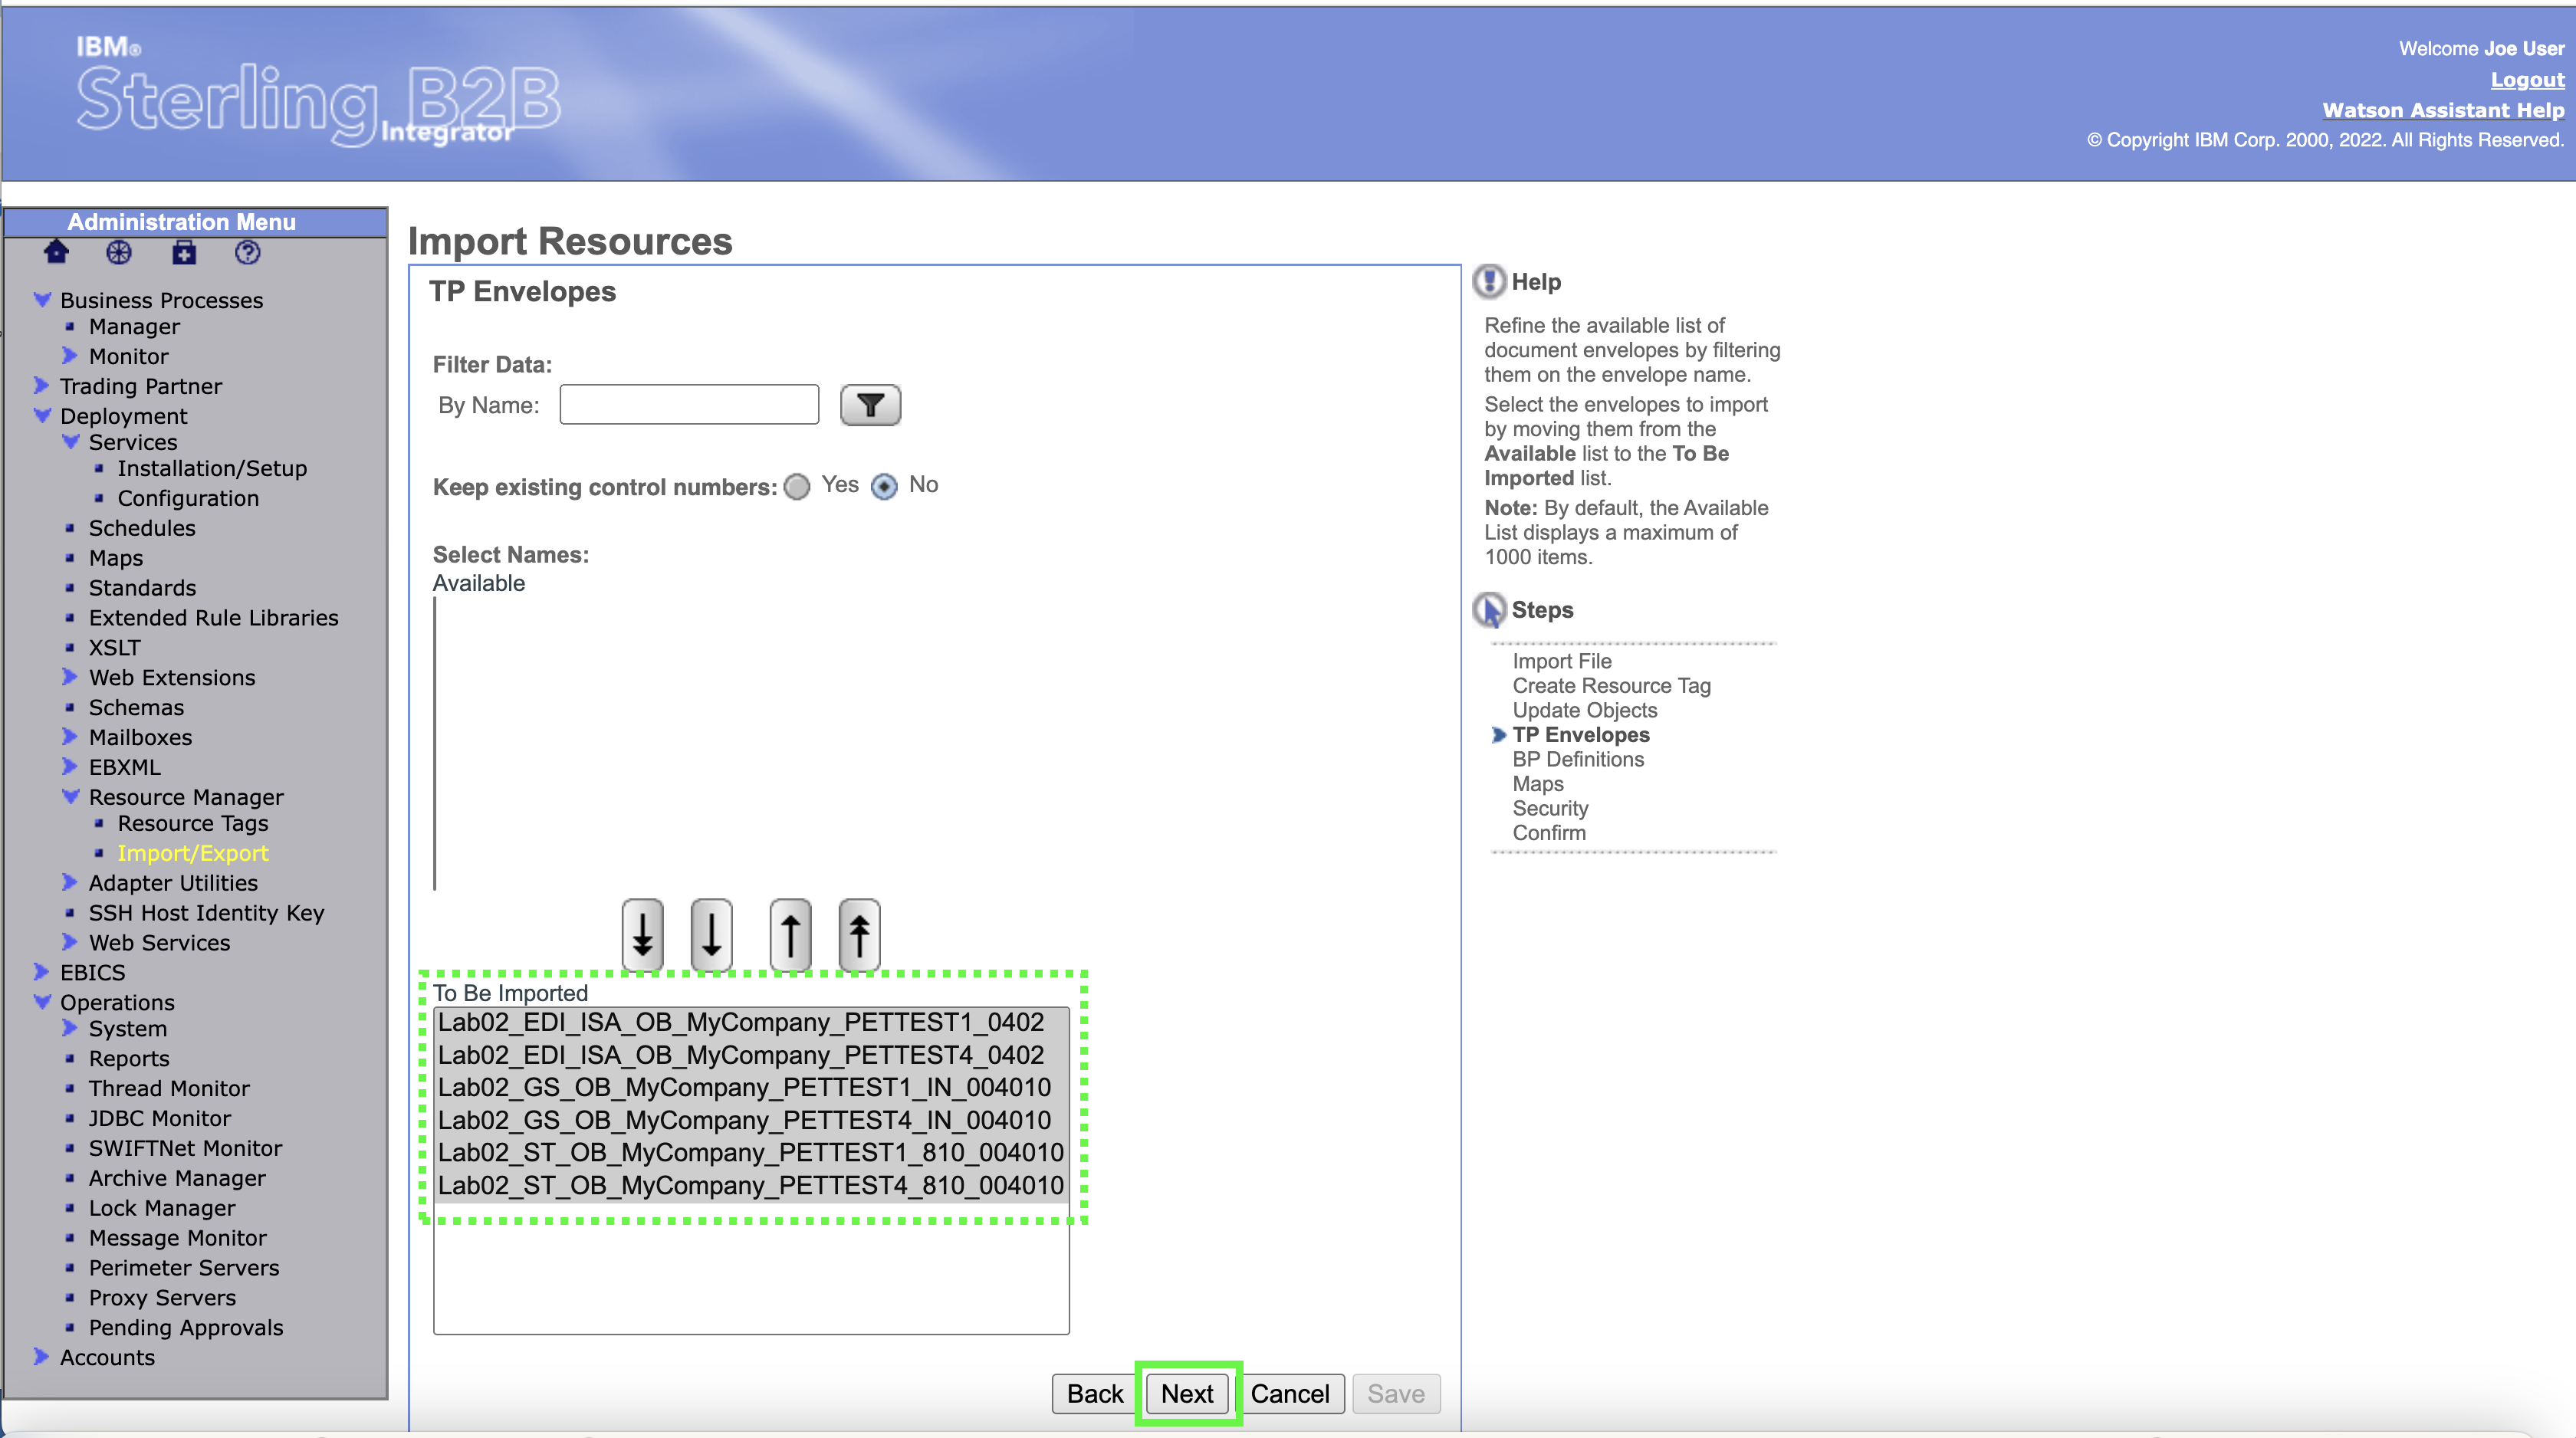 IBM®
Sterling B2B
Integrator
Welcome Joe User
Logout
Watson Assistant Help
© Copyright IBM Corp. 2000, 2022. All Rights Reserved.
Administration Menu
Business Processes
Manager
Monitor
Trading Partner
Deployment
Services
Installation/Setup
Configuration
Schedules
Maps
Standards
Extended Rule Libraries
XSLT
Web Extensions
Schemas
Mailboxes
EBXML
Resource Manager
Resource Tags
Import/Export
Adapter Utilities
SSH Host Identity Key
Web Services
EBICS
Operations
System
Reports
Thread Monitor
JDBC Monitor
SWIFTNet Monitor
Archive Manager
Lock Manager
Message Monitor
Perimeter Servers
Proxy Servers
Pending Approvals
Accounts
Import Resources
TP Envelopes
Filter Data:
By Name:
Keep existing control numbers: Yes No
Select Names:
Available
To Be Imported
Lab02_EDI_ISA_OB_MyCompany_PETTEST1_0402
Lab02_EDI_ISA_OB_MyCompany_PETTEST4_0402
Lab02_GS_OB_MyCompany_PETTEST1_IN_004010
Lab02_GS_OB_MyCompany_PETTEST4_IN_004010
Lab02_ST_OB_MyCompany_PETTEST1_810_004010
Lab02_ST_OB_MyCompany_PETTEST4_810_004010
Back Next Cancel Save
Help
Refine the available list of
document envelopes by filtering
them on the envelope name.
Select the envelopes to import
by moving them from the
Available list to the To Be
Imported list.
Note: By default, the Available
List displays a maximum of
1000 items.
Steps
Import File
Create Resource Tag
Update Objects
TP Envelopes
BP Definitions
Maps
Security
Confirm